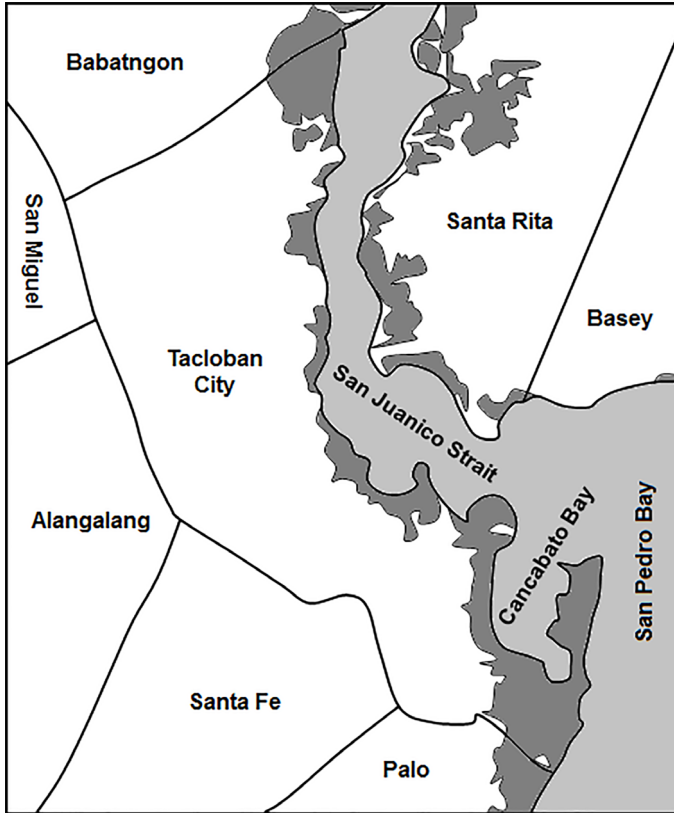 Babatngon
San Miguel
Santa Rita
Basey
Tacloban
City
San Juanico Strait
Alangalang
Cancabato Bay
San Pedro Bay
Santa Fe
Palo